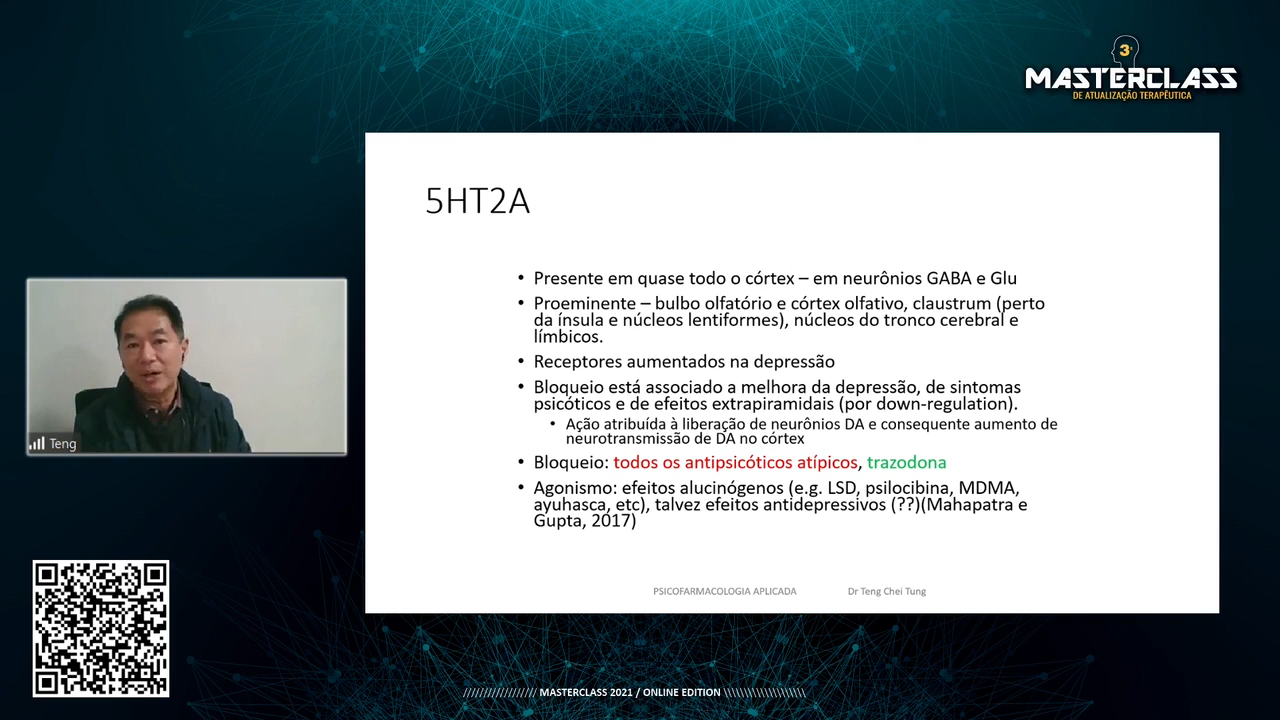 3ª
MASTERCLASS
DE ATUALIZAÇÃO TERAPÊUTICA
5HT2A
• Presente em quase todo o córtex – em neurônios GABA e Glu
• Proeminente – bulbo olfatório e córtex olfativo, claustrum (perto
da ínsula e núcleos lentiformes), núcleos do tronco cerebral e
límbicos.
• Receptores aumentados na depressão
• Bloqueio está associado a melhora da depressão, de sintomas
psicóticos e de efeitos extrapiramidais (por down-regulation).
• Ação atribuída à liberação de neurônios DA e consequente aumento de
neurotransmissão de DA no córtex
• Bloqueio: todos os antipsicóticos atípicos, trazodona
• Agonismo: efeitos alucinógenos (e.g. LSD, psilocibina, MDMA,
ayuhasca, etc), talvez efeitos antidepressivos (??)(Mahapatra e
Gupta, 2017)
Teng
PSICOFARMACOLOGIA APLICADA Dr Teng Chei Tung
////////////////// MASTERCLASS 2021 / ONLINE EDITION \\\\\\\\\\\\\\\\\\\\